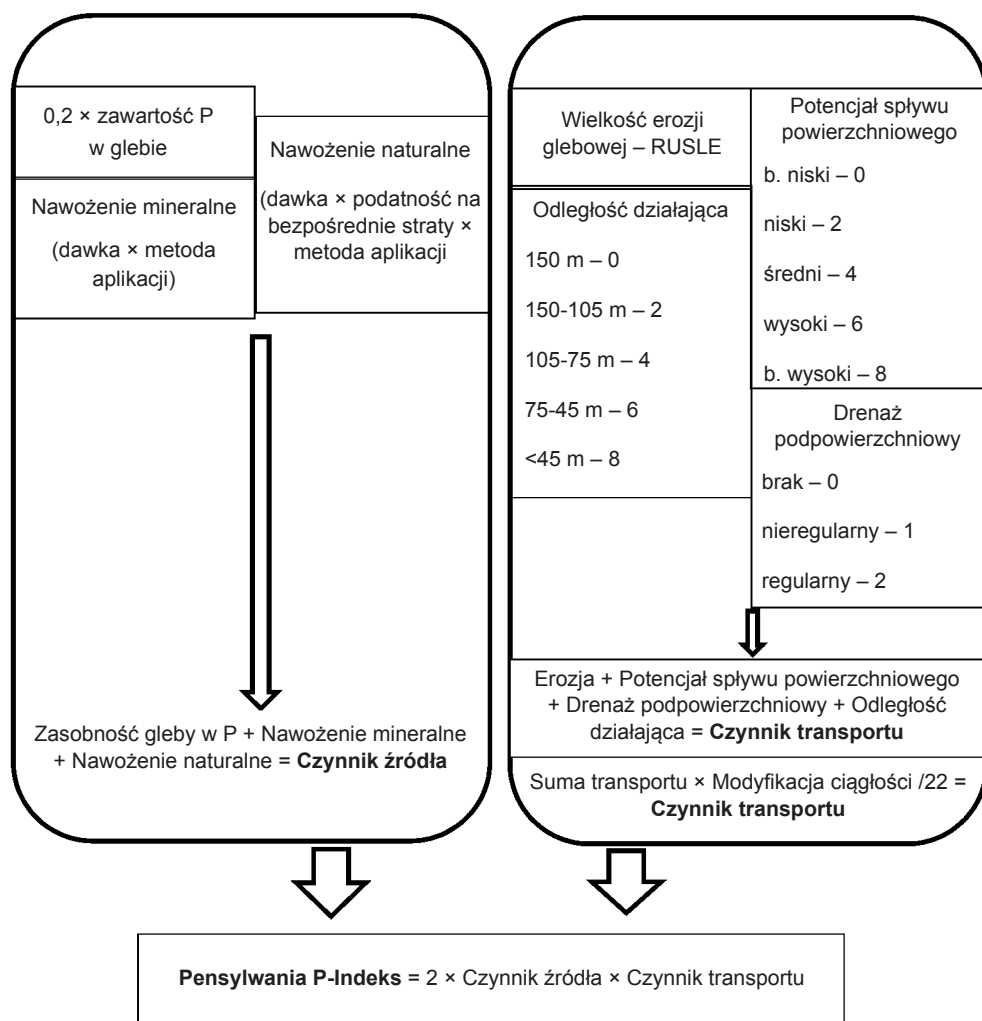 0,2 × zawartość P
w glebie
Nawożenie mineralne
(dawka × metoda
aplikacji)
Nawożenie naturalne
(dawka × podatność na
bezpośrednie straty ×
metoda aplikacji
Zasobność gleby w P + Nawożenie mineralne
+ Nawożenie naturalne = Czynnik źródła
Wielkość erozji
glebowej – RUSLE
Odległość działająca
150 m – 0
150-105 m – 2
105-75 m – 4
75-45 m – 6
<45 m – 8
Potencjał spływu
powierzchniowego
b. niski – 0
niski – 2
średni – 4
wysoki – 6
b. wysoki – 8
Drenaż
podpowierzchniowy
brak – 0
nieregularny – 1
regularny – 2
Erozja + Potencjał spływu powierzchniowego
+ Drenaż podpowierzchniowy + Odległość
działająca = Czynnik transportu
Suma transportu × Modyfikacja ciągłości /22 =
Czynnik transportu
Pensylwania P-Indeks = 2 × Czynnik źródła × Czynnik transportu